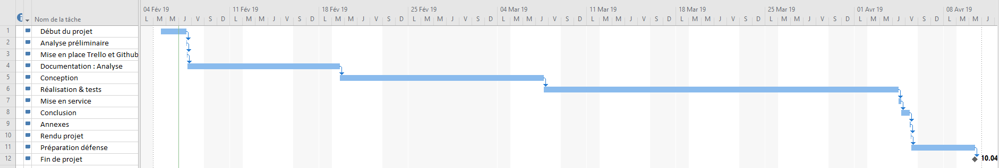 04 Fév 19 11 Fév 19 18 Fév 19 25 Fév 19 04 Mar 19 11 Mar 19 18 Mar 19 25 Mar 19 01 Avr 19 08 Avr 19
Nom de la tâche L M M J V S D L M M J V S D L M M J V S D L M M J V S D L M M J V S D L M M J V S D L M M J V S D L M M J V S D L M M J V S D L M M J
1 Début du projet
2 Analyse préliminaire
3 Mise en place Trello et Github
4 Documentation : Analyse
5 Conception
6 Réalisation & tests
7 Mise en service
8 Conclusion
9 Annexes
10 Rendu projet
11 Préparation défense
12 Fin de projet 10.04